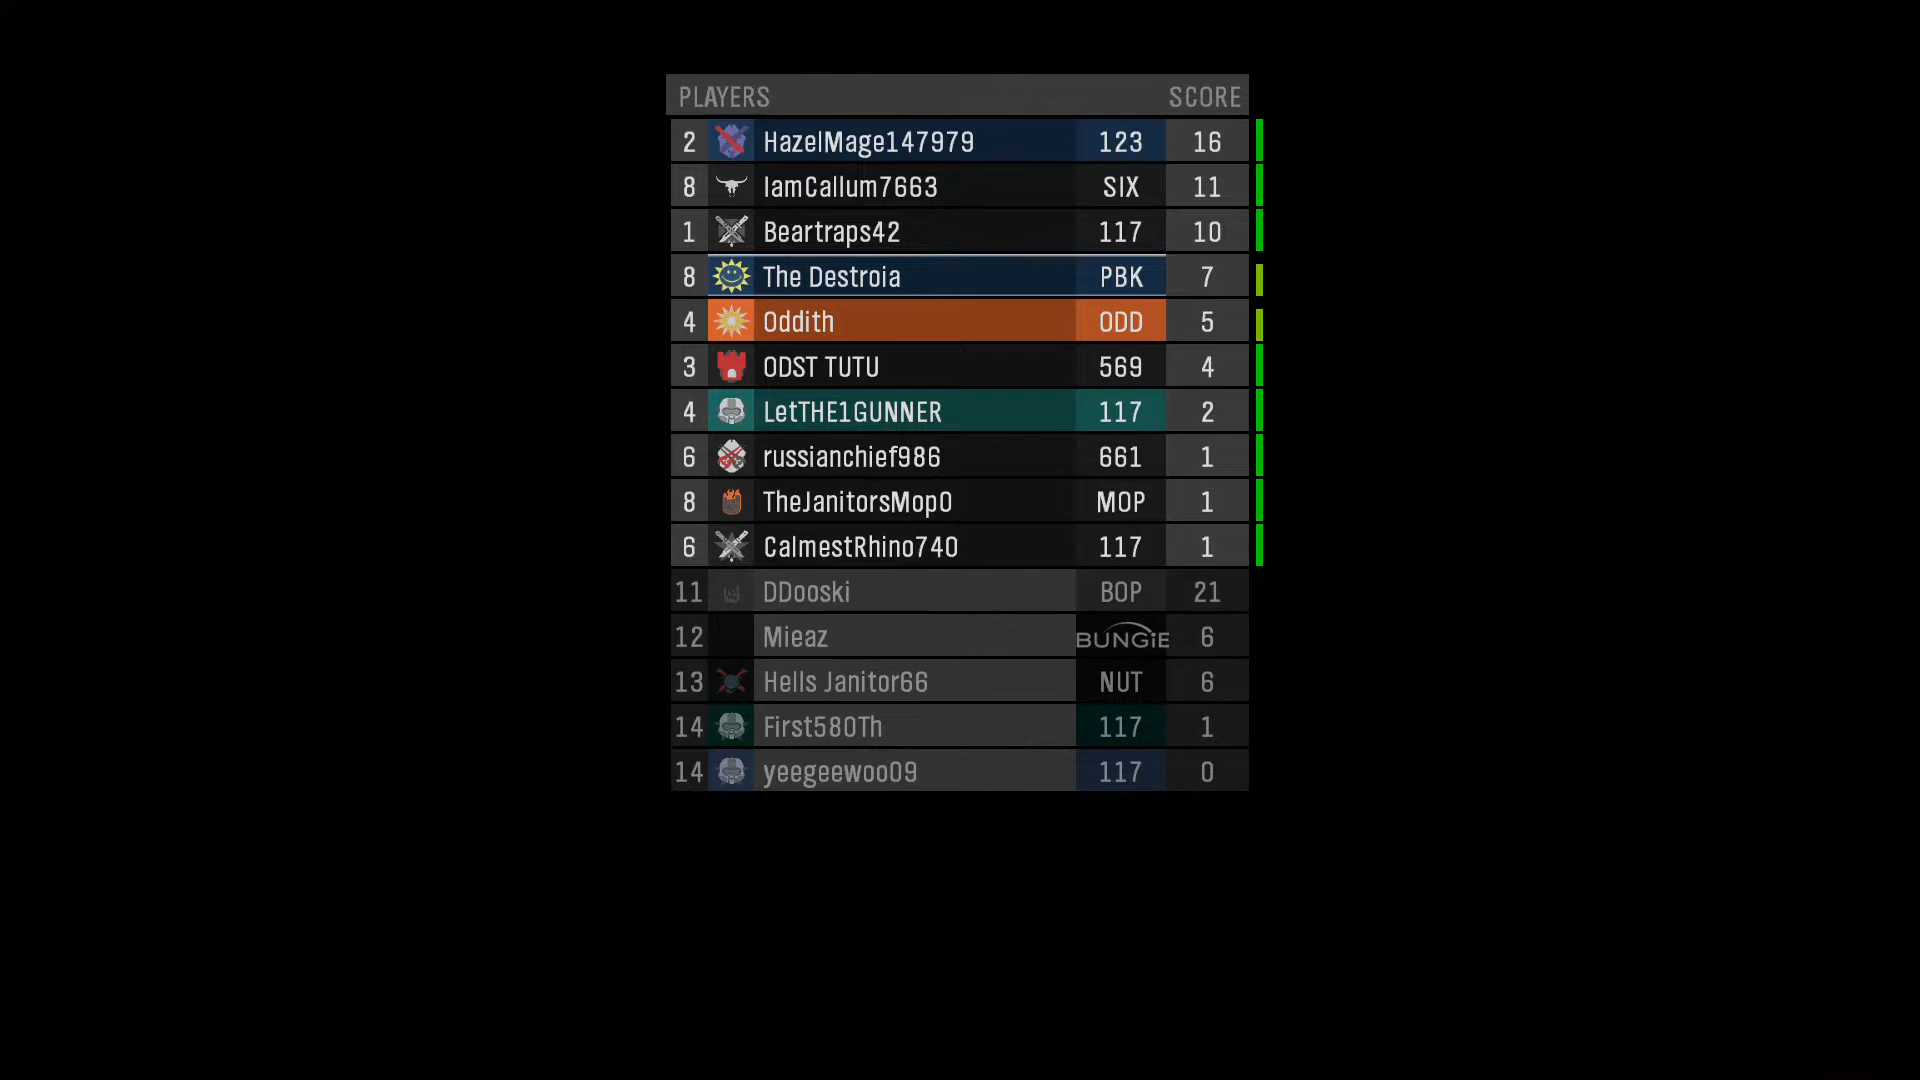 PLAYERS SCORE
2 HazelMage147979 123 16
8 IamCallum7663 SIX 11
1 Beartraps42 117 10
8 The Destroia PBK 7
4 Oddith ODD 5
3 ODST TUTU 569 4
4 LetTHE1GUNNER 117 2
6 russianchief986 661 1
8 TheJanitorsMop0 MOP 1
6 CalmestRhino740 117 1
11 DDooski BOP 21
12 Mieaz BUNGiE 6
13 Hells Janitor66 NUT 6
14 First580Th 117 1
14 yeegeewoo09 117 0